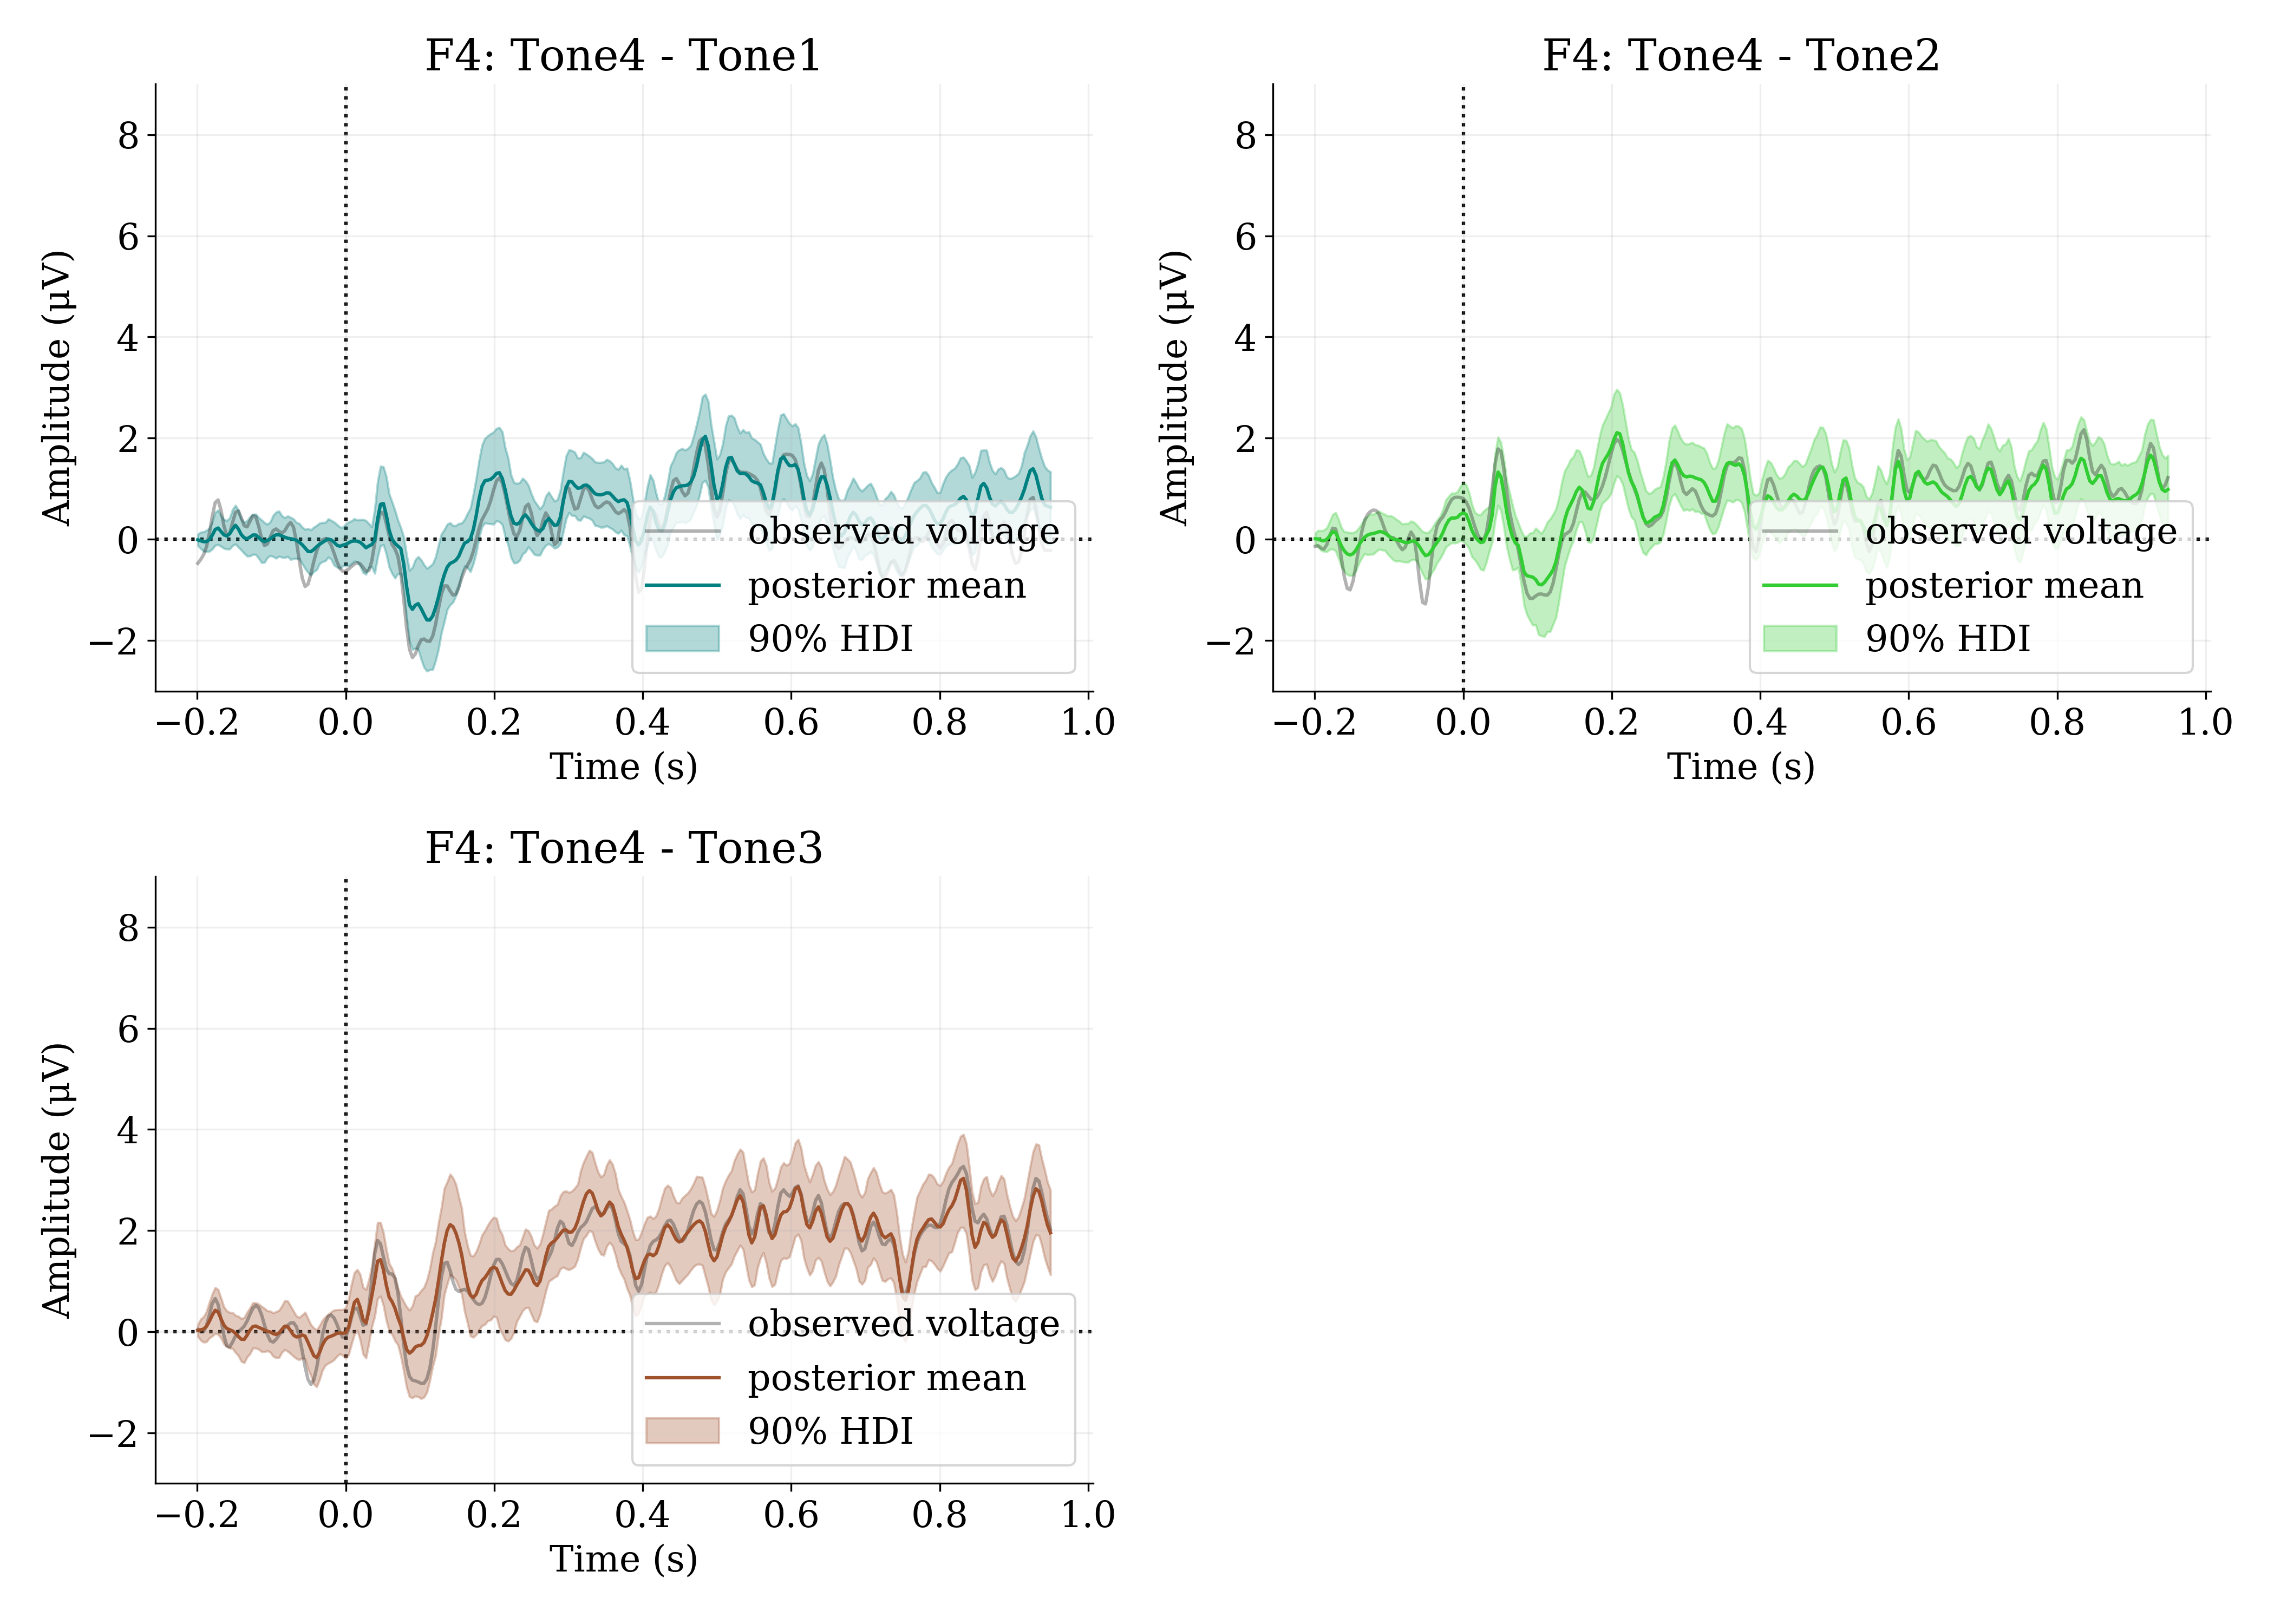 F4: Tone4 - Tone1
Amplitude (μV)
8
6
4
2
0
−2
observed voltage
posterior mean
90% HDI
−0.2 0.0 0.2 0.4 0.6 0.8 1.0
Time (s)
F4: Tone4 - Tone2
Amplitude (μV)
8
6
4
2
0
−2
observed voltage
posterior mean
90% HDI
−0.2 0.0 0.2 0.4 0.6 0.8 1.0
Time (s)
F4: Tone4 - Tone3
Amplitude (μV)
8
6
4
2
0
−2
observed voltage
posterior mean
90% HDI
−0.2 0.0 0.2 0.4 0.6 0.8 1.0
Time (s)